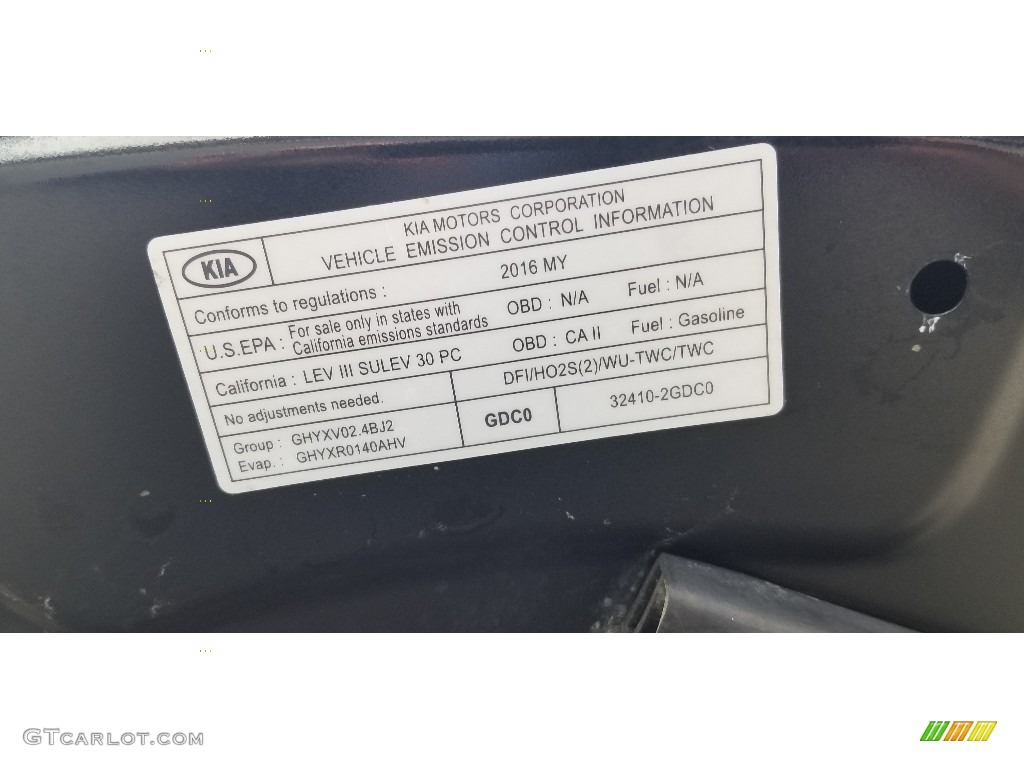 KIA
KIA MOTORS CORPORATION
VEHICLE EMISSION CONTROL INFORMATION
Conforms to regulations : 2016 MY
U.S.EPA : For sale only in states with
California emissions standards OBD : N/A Fuel : N/A
California : LEV III SULEV 30 PC OBD : CA II Fuel : Gasoline
No adjustments needed. DFI/HO2S(2)/WU-TWC/TWC
Group : GHYXV02.4BJ2
Evap. : GHYXR0140AHV
GDC0 32410-2GDC0
GTCARLOT.COM